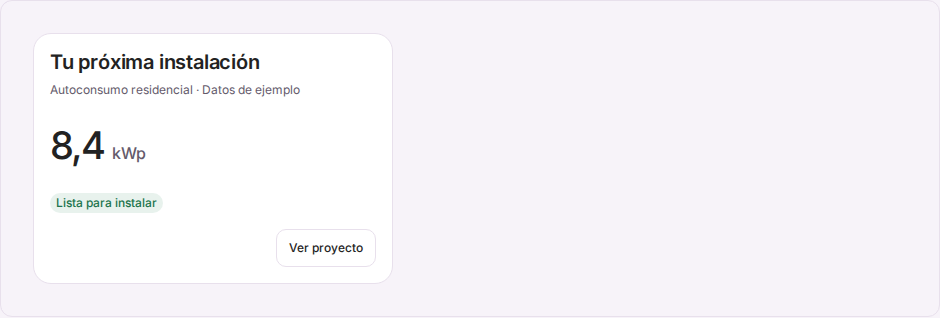 Tu próxima instalación
Autoconsumo residencial · Datos de ejemplo
8,4 kWp
Lista para instalar
Ver proyecto